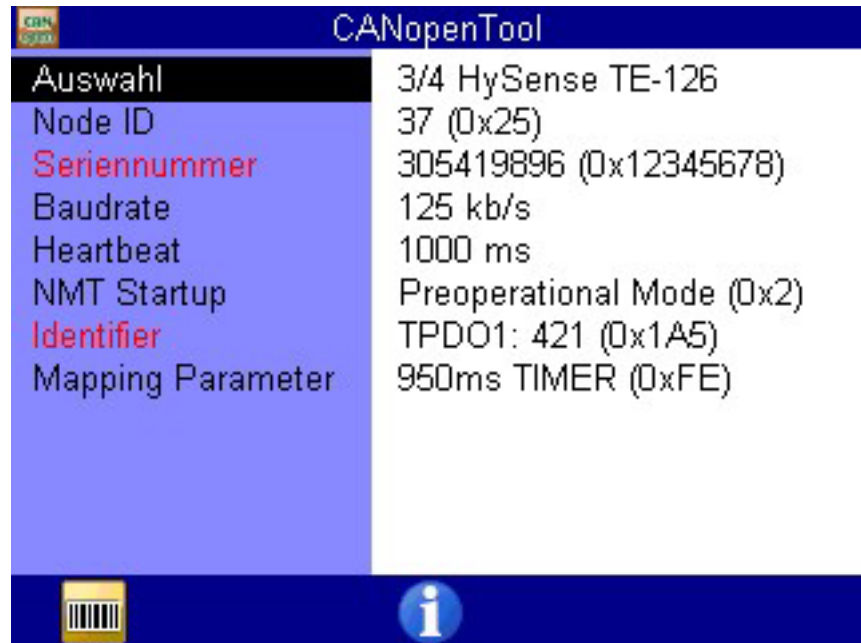 CANopenTool
Auswahl 3/4 HySense TE-126
Node ID 37 (0x25)
Seriennummer 305419896 (0x12345678)
Baudrate 125 kb/s
Heartbeat 1000 ms
NMT Startup Preoperational Mode (0x2)
Identifier TPDO1: 421 (0x1A5)
Mapping Parameter 950ms TIMER (0xFE)